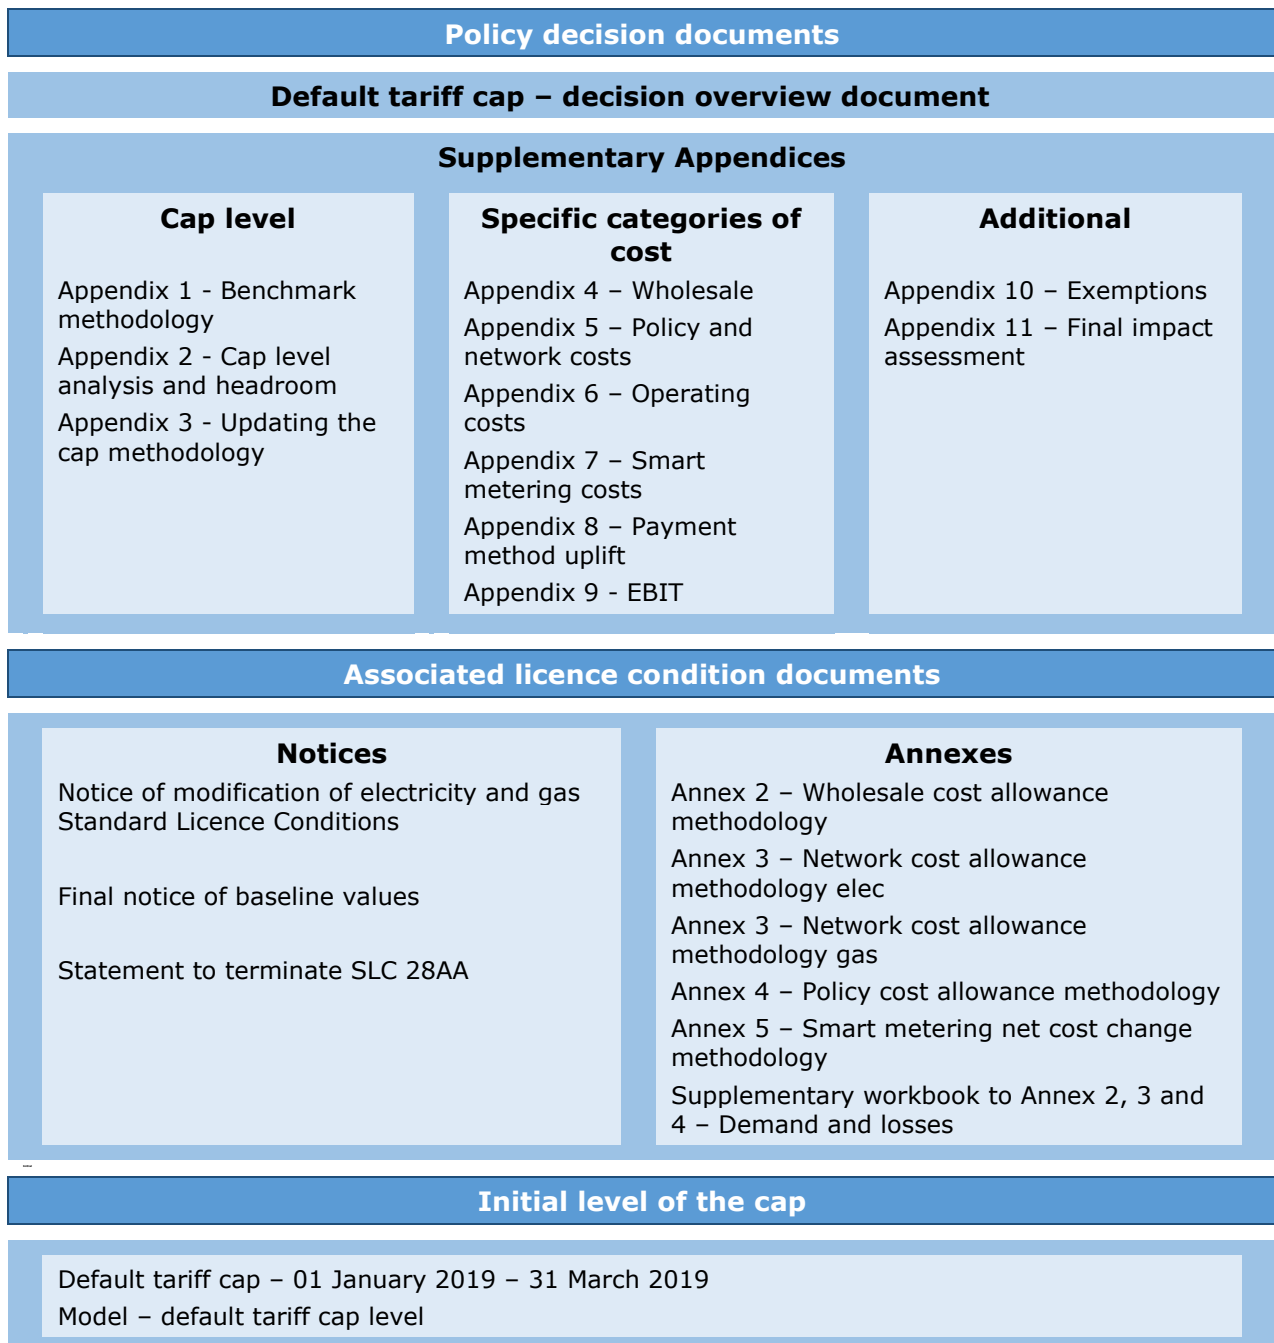 Policy decision documents
Default tariff cap – decision overview document
Supplementary Appendices
Cap level
Appendix 1 - Benchmark
methodology
Appendix 2 - Cap level
analysis and headroom
Appendix 3 - Updating the
cap methodology
Specific categories of
cost
Appendix 4 – Wholesale
Appendix 5 – Policy and
network costs
Appendix 6 – Operating
costs
Appendix 7 – Smart
metering costs
Appendix 8 – Payment
method uplift
Appendix 9 - EBIT
Additional
Appendix 10 – Exemptions
Appendix 11 – Final impact
assessment
Associated licence condition documents
Notices
Notice of modification of electricity and gas
Standard Licence Conditions
Final notice of baseline values
Statement to terminate SLC 28AA
Annexes
Annex 2 – Wholesale cost allowance
methodology
Annex 3 – Network cost allowance
methodology elec
Annex 3 – Network cost allowance
methodology gas
Annex 4 – Policy cost allowance methodology
Annex 5 – Smart metering net cost change
methodology
Supplementary workbook to Annex 2, 3 and
4 – Demand and losses
Initial level of the cap
Default tariff cap – 01 January 2019 – 31 March 2019
Model – default tariff cap level